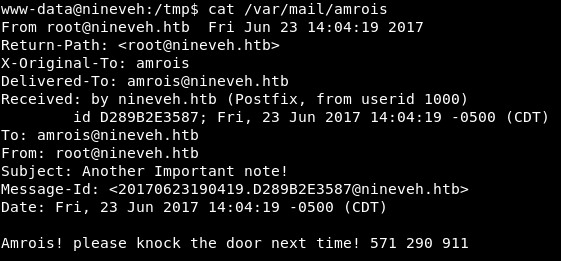 www-data@nineveh:/tmp$ cat /var/mail/amrois
From root@nineveh.htb  Fri Jun 23 14:04:19 2017
Return-Path: <root@nineveh.htb>
X-Original-To: amrois
Delivered-To: amrois@nineveh.htb
Received: by nineveh.htb (Postfix, from userid 1000)
        id D289B2E3587; Fri, 23 Jun 2017 14:04:19 -0500 (CDT)
To: amrois@nineveh.htb
From: root@nineveh.htb
Subject: Another Important note!
Message-Id: <20170623190419.D289B2E3587@nineveh.htb>
Date: Fri, 23 Jun 2017 14:04:19 -0500 (CDT)

Amrois! please knock the door next time! 571 290 911